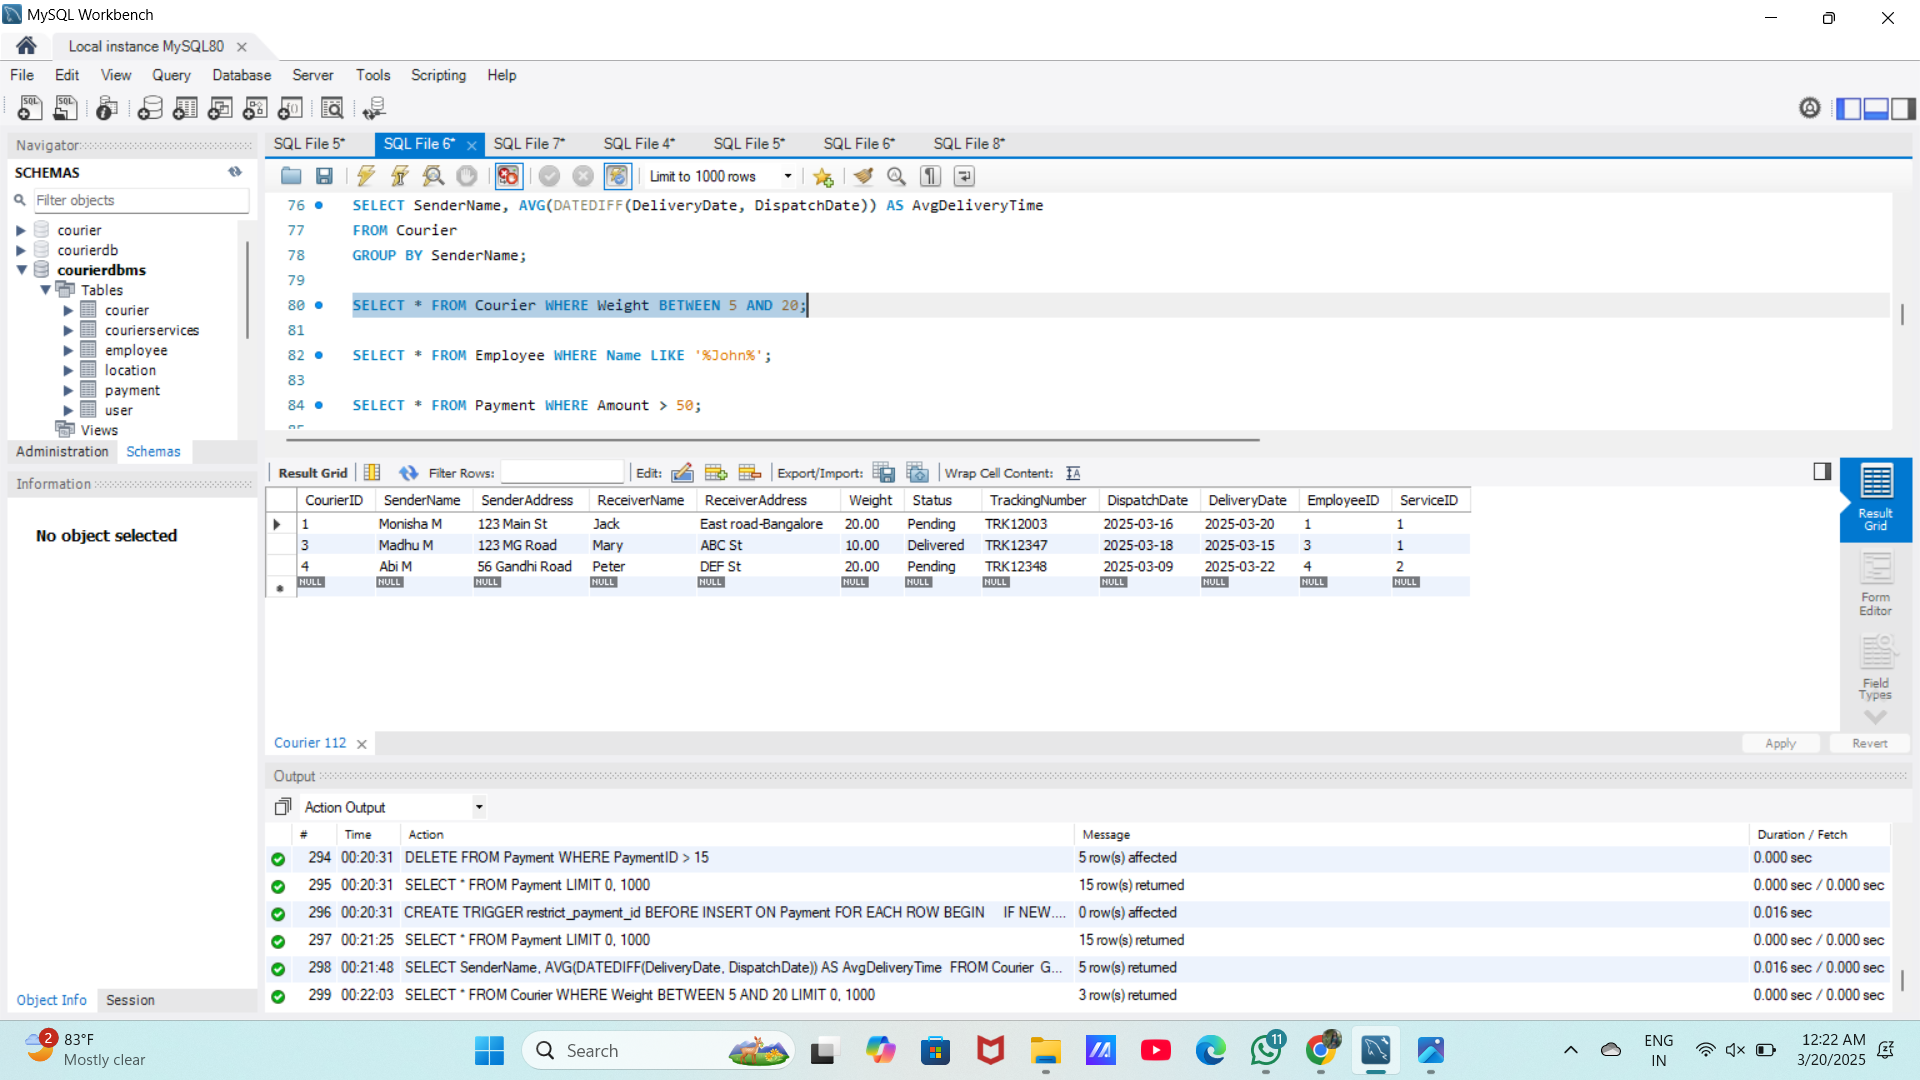 MySQL Workbench
Local instance MySQL80
File Edit View Query Database Server Tools Scripting Help
Navigator
SCHEMAS
Filter objects
courier
courierdb
courierdbms
Tables
courier
courierservices
employee
location
payment
user
Views
Administration Schemas
Information
No object selected
Object Info Session
SQL File 5* SQL File 6* SQL File 7* SQL File 4* SQL File 5* SQL File 6* SQL File 8*
Limit to 1000 rows
76 SELECT SenderName, AVG(DATEDIFF(DeliveryDate, DispatchDate)) AS AvgDeliveryTime
77 FROM Courier
78 GROUP BY SenderName;
79
80 SELECT * FROM Courier WHERE Weight BETWEEN 5 AND 20;
81
82 SELECT * FROM Employee WHERE Name LIKE '%John%';
83
84 SELECT * FROM Payment WHERE Amount > 50;
Result Grid Filter Rows: Edit: Export/Import: Wrap Cell Content:
CourierID SenderName SenderAddress ReceiverName ReceiverAddress Weight Status TrackingNumber DispatchDate DeliveryDate EmployeeID ServiceID
1 Monisha M 123 Main St Jack East road-Bangalore 20.00 Pending TRK12003 2025-03-16 2025-03-20 1 1
3 Madhu M 123 MG Road Mary ABC St 10.00 Delivered TRK12347 2025-03-18 2025-03-15 3 1
4 Abi M 56 Gandhi Road Peter DEF St 20.00 Pending TRK12348 2025-03-09 2025-03-22 4 2
NULL NULL NULL NULL NULL NULL NULL NULL NULL NULL NULL NULL
Result Grid
Form Editor
Field Types
Courier 112
Apply Revert
Output
Action Output
# Time Action Message Duration / Fetch
294 00:20:31 DELETE FROM Payment WHERE PaymentID > 15 5 row(s) affected 0.000 sec
295 00:20:31 SELECT * FROM Payment LIMIT 0, 1000 15 row(s) returned 0.000 sec / 0.000 sec
296 00:20:31 CREATE TRIGGER restrict_payment_id BEFORE INSERT ON Payment FOR EACH ROW BEGIN IF NEW.... 0 row(s) affected 0.016 sec
297 00:21:25 SELECT * FROM Payment LIMIT 0, 1000 15 row(s) returned 0.000 sec / 0.000 sec
298 00:21:48 SELECT SenderName, AVG(DATEDIFF(DeliveryDate, DispatchDate)) AS AvgDeliveryTime FROM Courier G... 5 row(s) returned 0.016 sec / 0.000 sec
299 00:22:03 SELECT * FROM Courier WHERE Weight BETWEEN 5 AND 20 LIMIT 0, 1000 3 row(s) returned 0.000 sec / 0.000 sec
2 83°F
Mostly clear
Search
11
ENG
IN
12:22 AM
3/20/2025